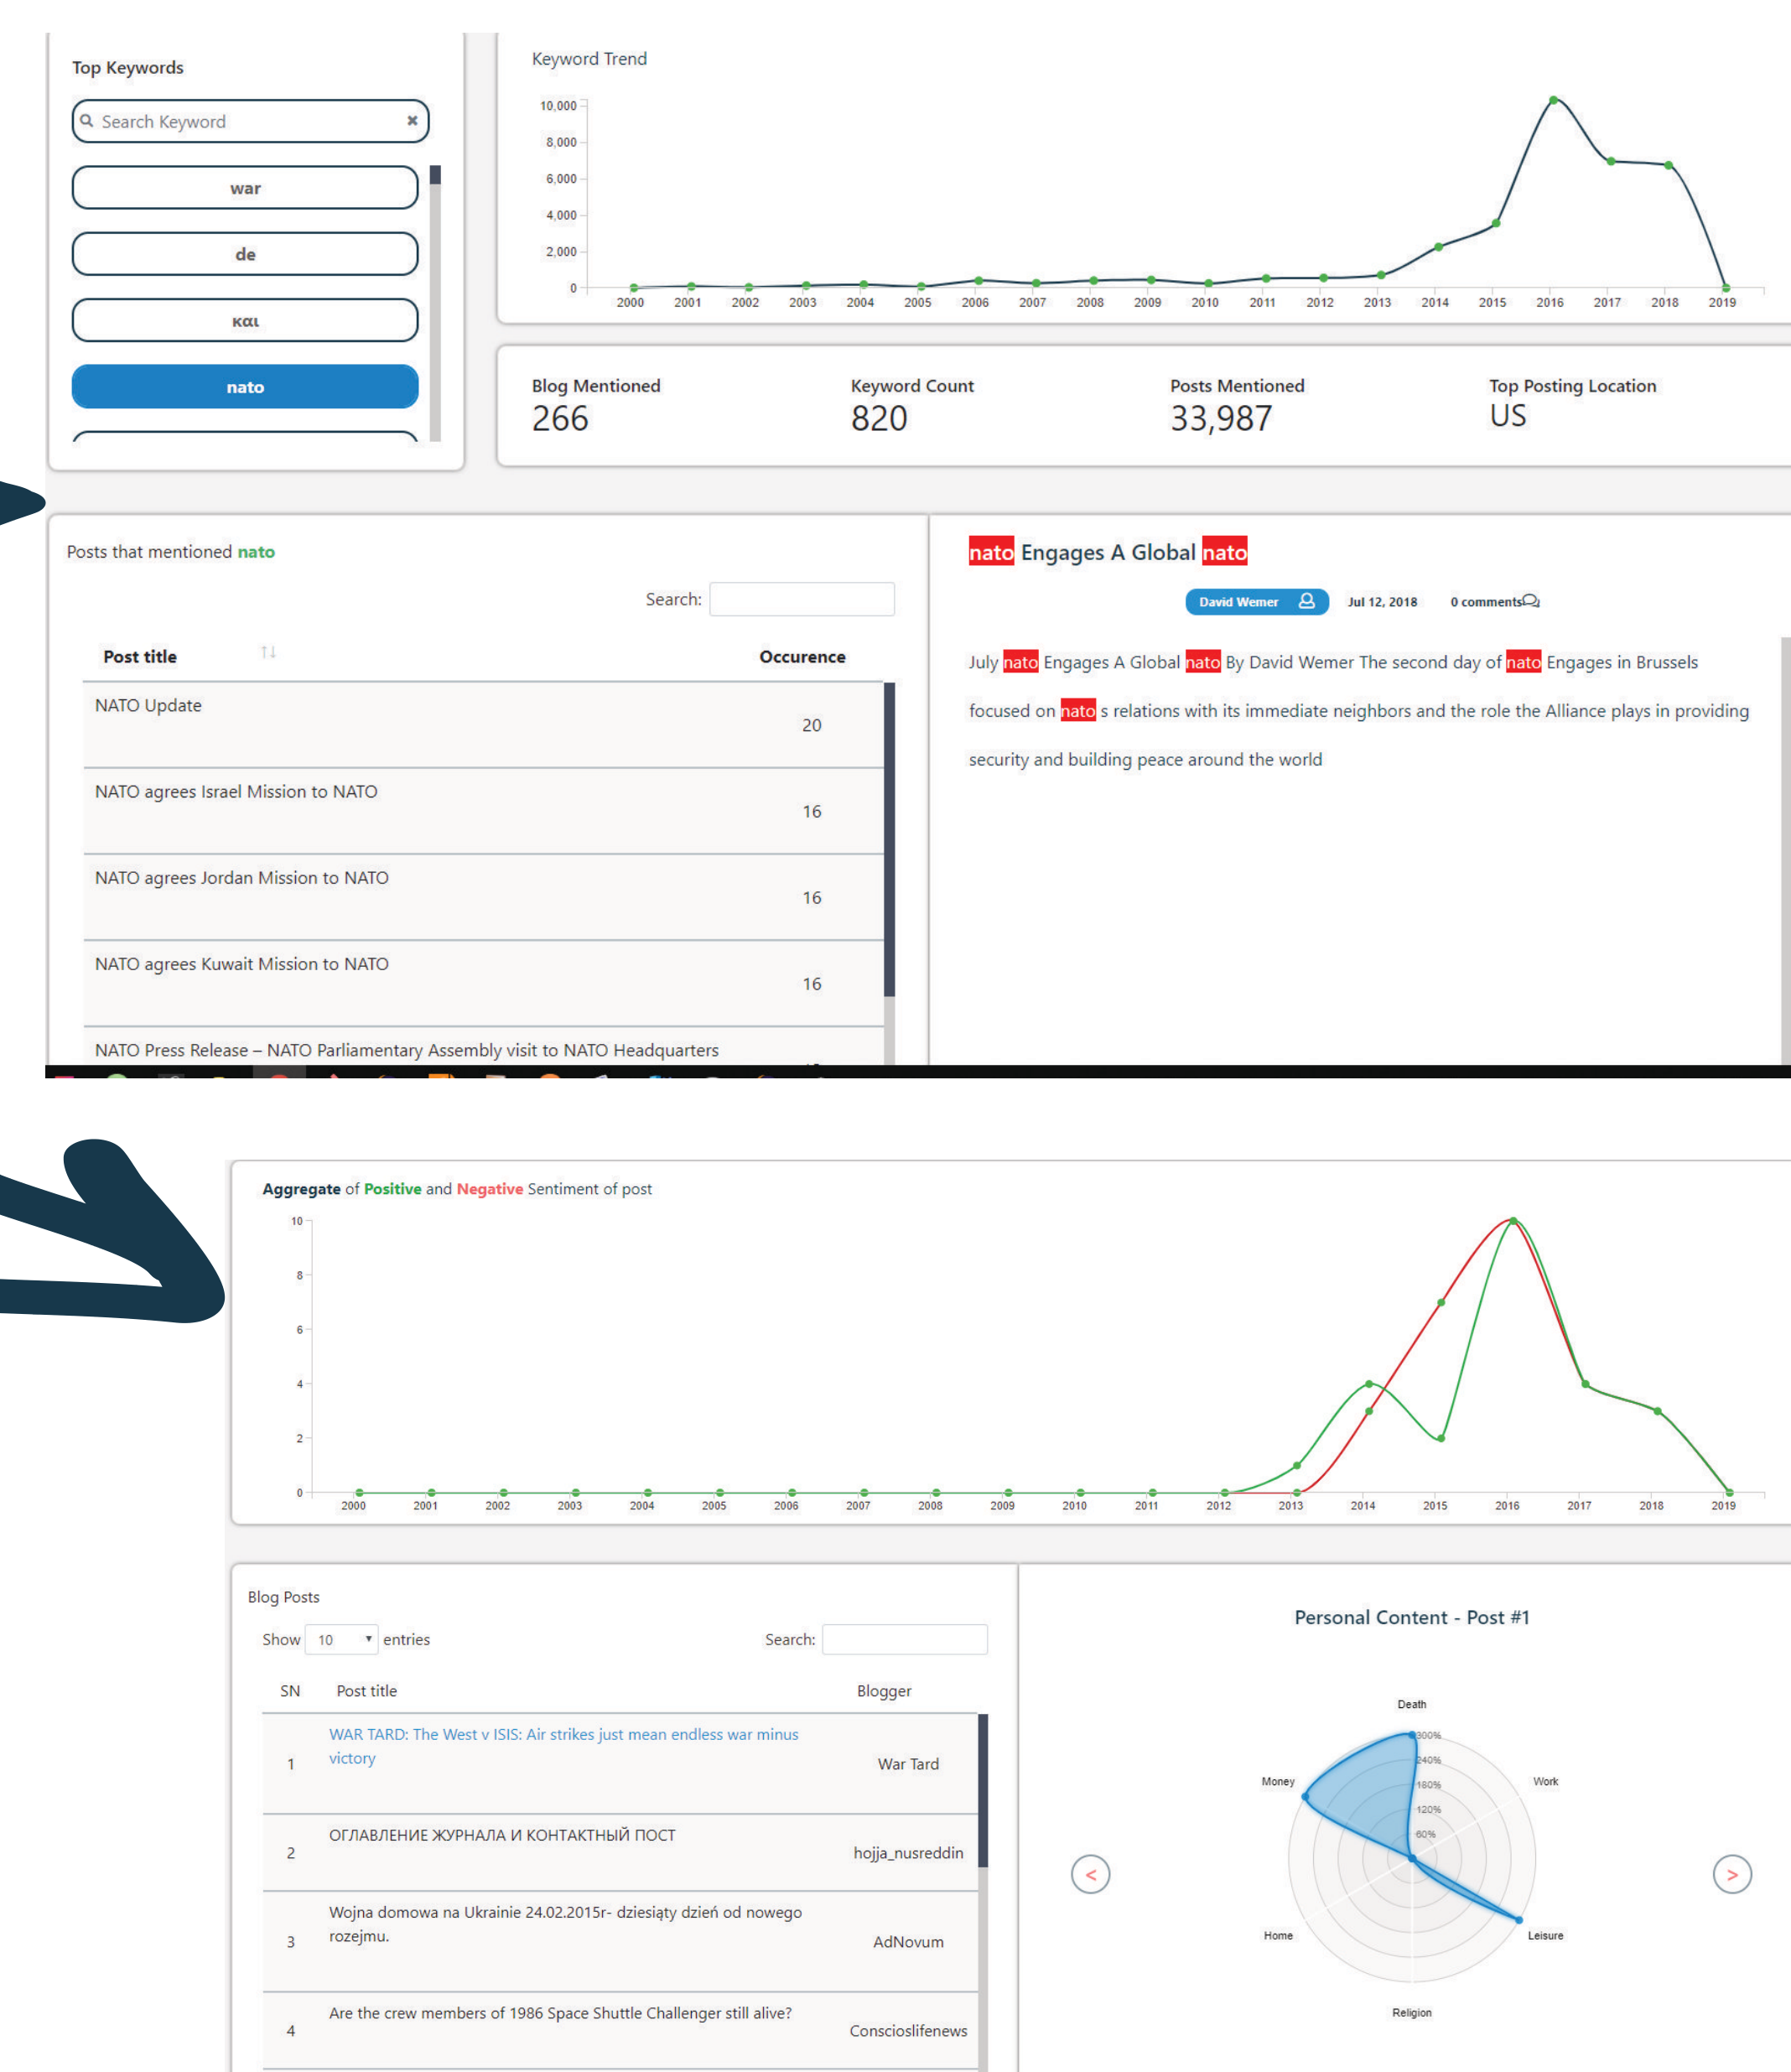 Top Keywords
Search Keyword
war
de
και
nato
Keyword Trend
10,000
8,000
6,000
4,000
2,000
0
2000 2001 2002 2003 2004 2005 2006 2007 2008 2009 2010 2011 2012 2013 2014 2015 2016 2017 2018 2019
Blog Mentioned
266
Keyword Count
820
Posts Mentioned
33,987
Top Posting Location
US
Posts that mentioned nato
Search:
Post title Occurence
NATO Update
20
NATO agrees Israel Mission to NATO
16
NATO agrees Jordan Mission to NATO
16
NATO agrees Kuwait Mission to NATO
16
NATO Press Release – NATO Parliamentary Assembly visit to NATO Headquarters
nato Engages A Global nato
David Wemer Jul 12, 2018 0 comments
July nato Engages A Global nato By David Wemer The second day of nato Engages in Brussels
focused on nato s relations with its immediate neighbors and the role the Alliance plays in providing
security and building peace around the world
Aggregate of Positive and Negative Sentiment of post
10
8
6
4
2
0
2000 2001 2002 2003 2004 2005 2006 2007 2008 2009 2010 2011 2012 2013 2014 2015 2016 2017 2018 2019
Blog Posts
Show 10 entries Search:
SN Post title Blogger
WAR TARD: The West v ISIS: Air strikes just mean endless war minus
victory
1 War Tard
ОГЛАВЛЕНИЕ ЖУРНАЛА И КОНТАКТНЫЙ ПОСТ
2 hojja_nusreddin
Wojna domowa na Ukrainie 24.02.2015r- dziesiąty dzień od nowego
rozejmu.
3 AdNovum
Are the crew members of 1986 Space Shuttle Challenger still alive?
4 Conscioslifenews
Personal Content - Post #1
Death
300%
240%
180%
120%
60%
Money
Work
Home
Leisure
Religion
<
>